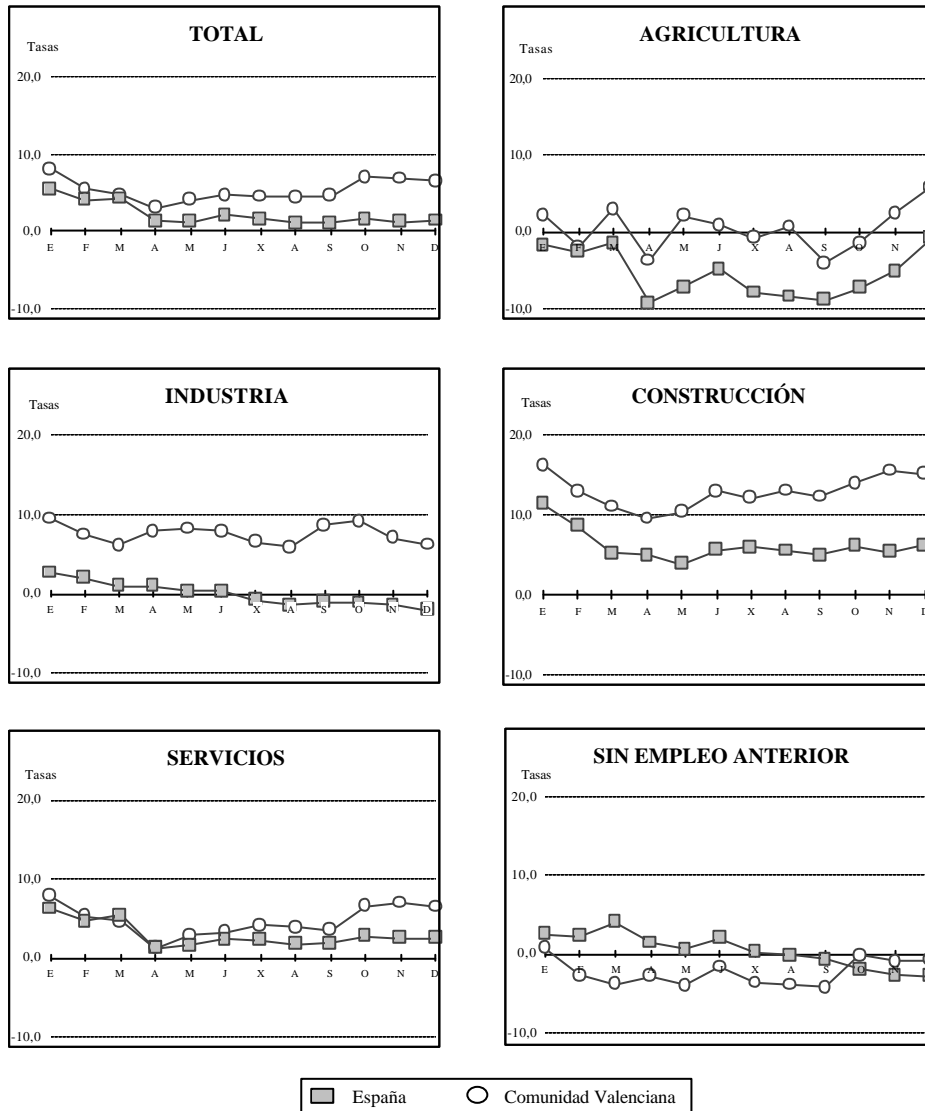 TOTAL
Tasas
20,0
10,0
0,0
E F M A M J X A S O N D
-10,0
AGRICULTURA
Tasas
20,0
10,0
0,0
E F M A M J X A S O N
-10,0
INDUSTRIA
Tasas
20,0
10,0
0,0
E F M A M J X A S O N D
-10,0
CONSTRUCCIÓN
Tasas
20,0
10,0
0,0
E F M A M J X A S O N D
-10,0
SERVICIOS
Tasas
20,0
10,0
0,0
E F M A M J X A S O N D
-10,0
SIN EMPLEO ANTERIOR
Tasas
20,0
10,0
0,0
E F M A M J X A S O N
-10,0
España Comunidad Valenciana